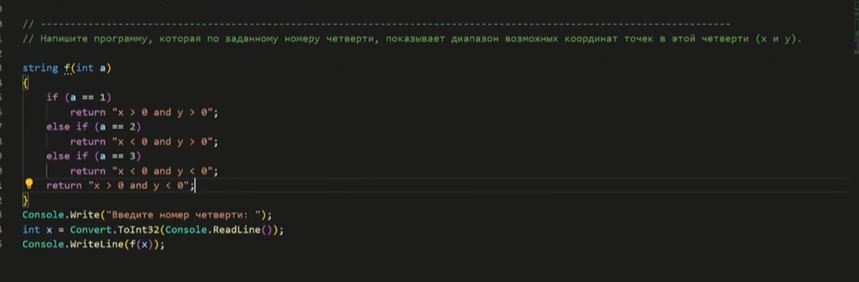 // ----------------------------------------------------------------------------------------
// Напишите программу, которая по заданному номеру четверти, показывает диапазон возможных координат точек в этой четверти (x и y).
string f(int a)
{
if (a == 1)
return "x > 0 and y > 0";
else if (a == 2)
return "x < 0 and y > 0";
else if (a == 3)
return "x < 0 and y < 0";
return "x > 0 and y < 0";
}
Console.Write("Введите номер четверти: ");
int x = Convert.ToInt32(Console.ReadLine());
Console.WriteLine(f(x));